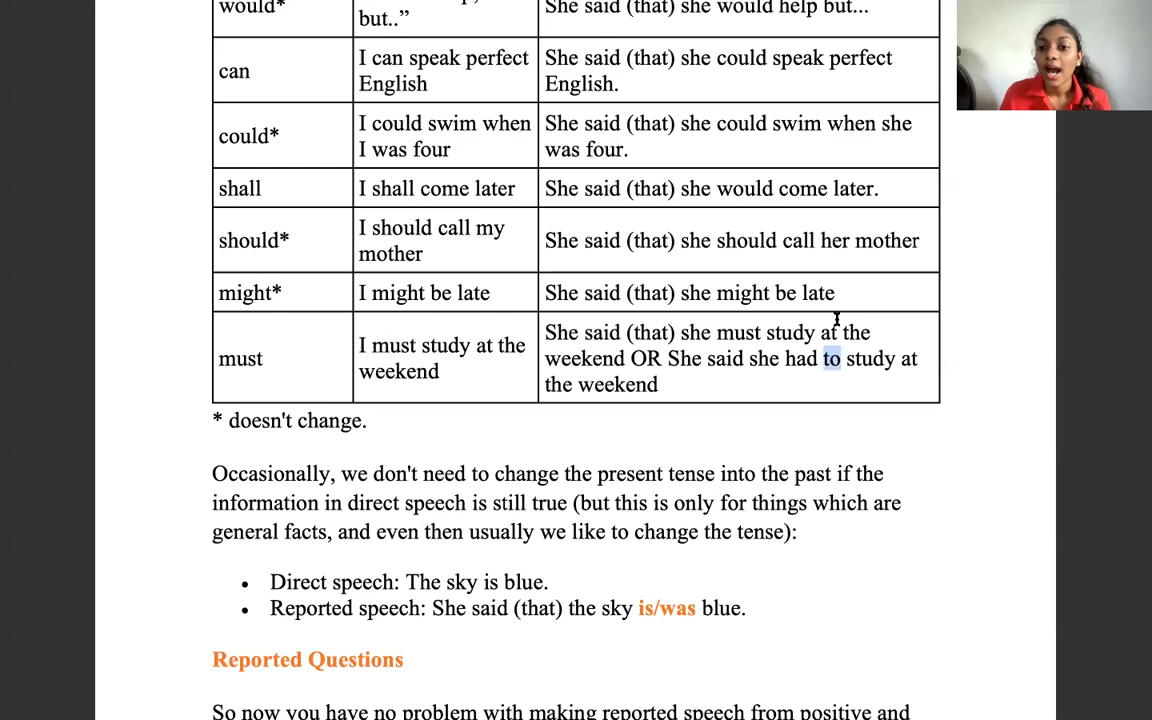 would*
but..”
She said (that) she would help but...
can
I can speak perfect
English
She said (that) she could speak perfect
English.
could*
I could swim when
I was four
She said (that) she could swim when she
was four.
shall
I shall come later
She said (that) she would come later.
should*
I should call my
mother
She said (that) she should call her mother
might*
I might be late
She said (that) she might be late
must
I must study at the
weekend
She said (that) she must study at the
weekend OR She said she had to study at
the weekend
* doesn't change.
Occasionally, we don't need to change the present tense into the past if the
information in direct speech is still true (but this is only for things which are
general facts, and even then usually we like to change the tense):
• Direct speech: The sky is blue.
• Reported speech: She said (that) the sky is/was blue.
Reported Questions
So now you have no problem with making reported speech from positive and